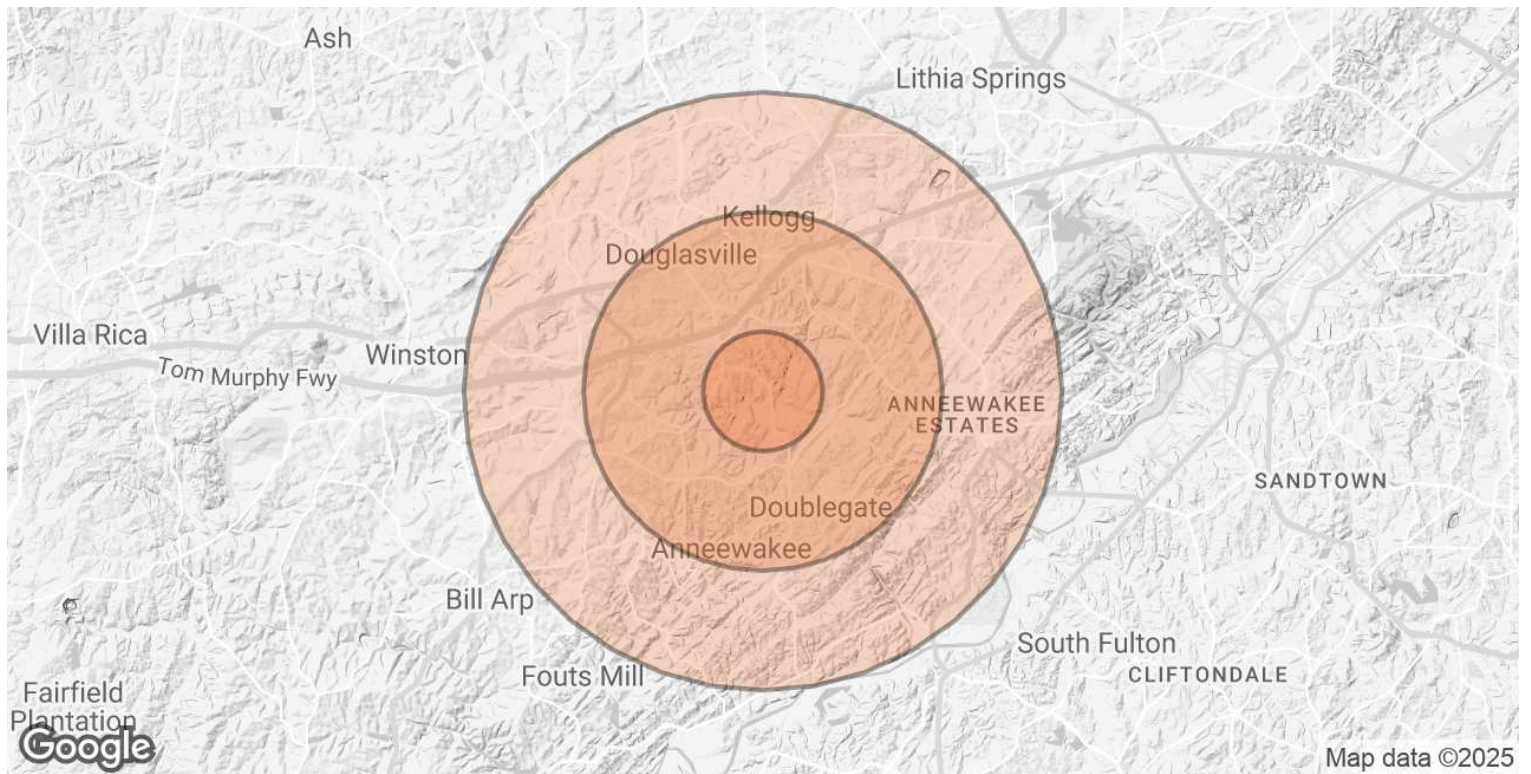 Ash
Lithia Springs
Kellogg
Douglasville
Villa Rica
Winston
Tom Murphy Fwy
ANNEEWAKEE
ESTATES
SANDTOWN
Doublegate
Anneewakee
Bill Arp
South Fulton
Fouts Mill
CLIFTONDALE
Fairfield
Plantation
Google
Map data ©2025